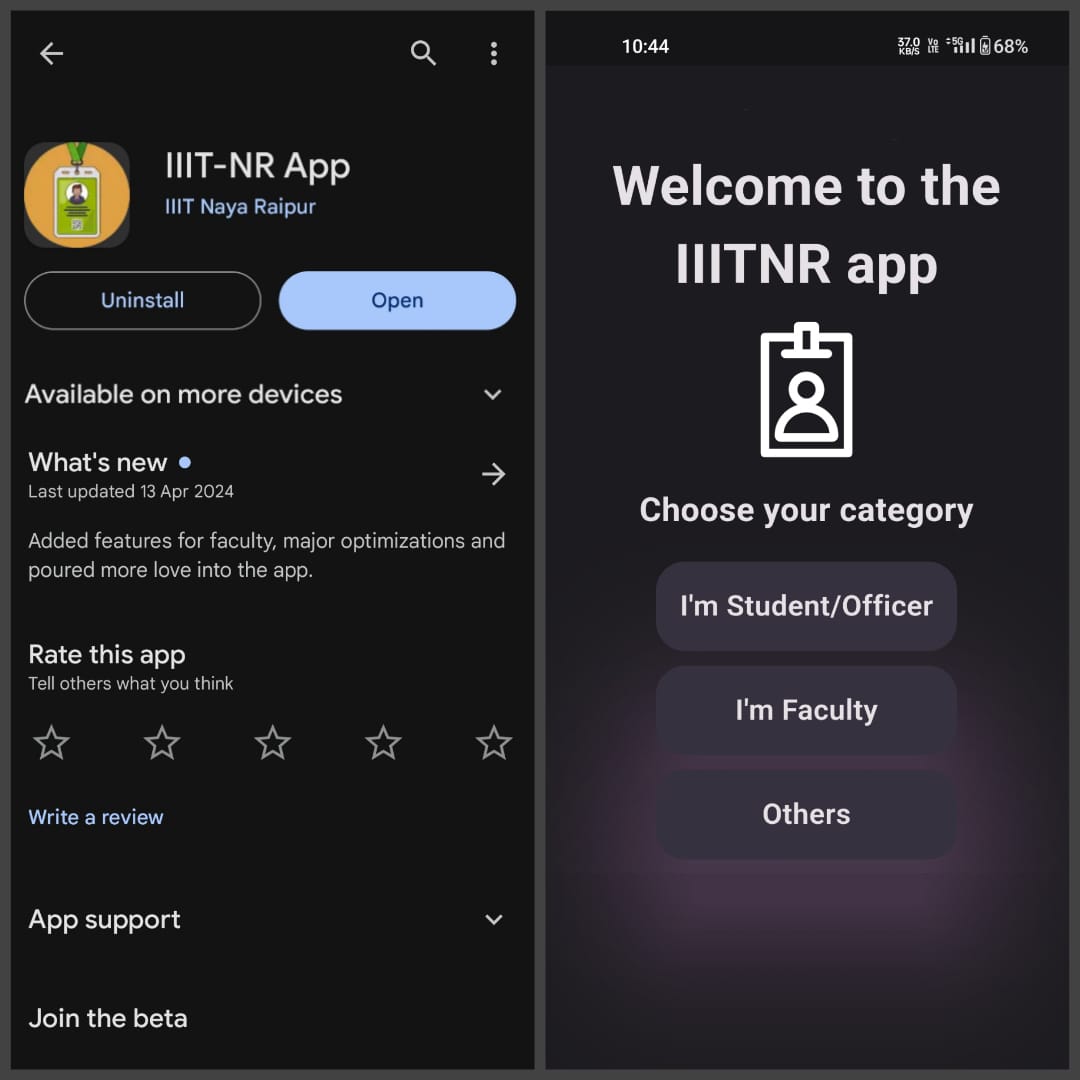 IIIT-NR App
IIIT Naya Raipur
Uninstall
Open
Available on more devices
What's new
Last updated 13 Apr 2024
Added features for faculty, major optimizations and
poured more love into the app.
Rate this app
Tell others what you think
Write a review
App support
Join the beta
10:44
37.0 KB/S
Vo LTE
5G
68%
Welcome to the
IIITNR app
Choose your category
I'm Student/Officer
I'm Faculty
Others